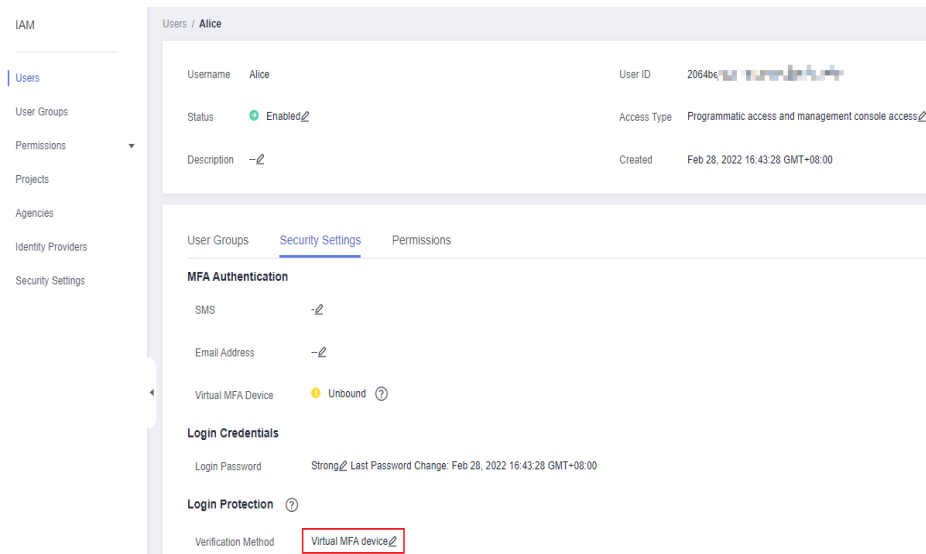 IAM
Users
User Groups
Permissions
Projects
Agencies
Identity Providers
Security Settings
Users / Alice
Username Alice
User ID 2064be
Status Enabled
Access Type Programmatic access and management console access
Description --
Created Feb 28, 2022 16:43:28 GMT+08:00
User Groups Security Settings Permissions
MFA Authentication
SMS -
Email Address --
Virtual MFA Device Unbound ?
Login Credentials
Login Password Strong Last Password Change: Feb 28, 2022 16:43:28 GMT+08:00
Login Protection ?
Verification Method Virtual MFA device